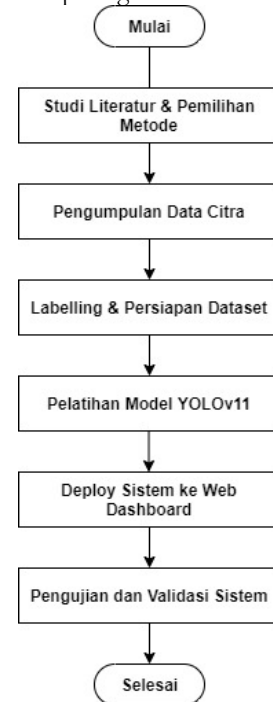 Mulai
Studi Literatur & Pemilihan
Metode
Pengumpulan Data Citra
Labelling & Persiapan Dataset
Pelatihan Model YOLOv11
Deploy Sistem ke Web
Dashboard
Pengujian dan Validasi Sistem
Selesai